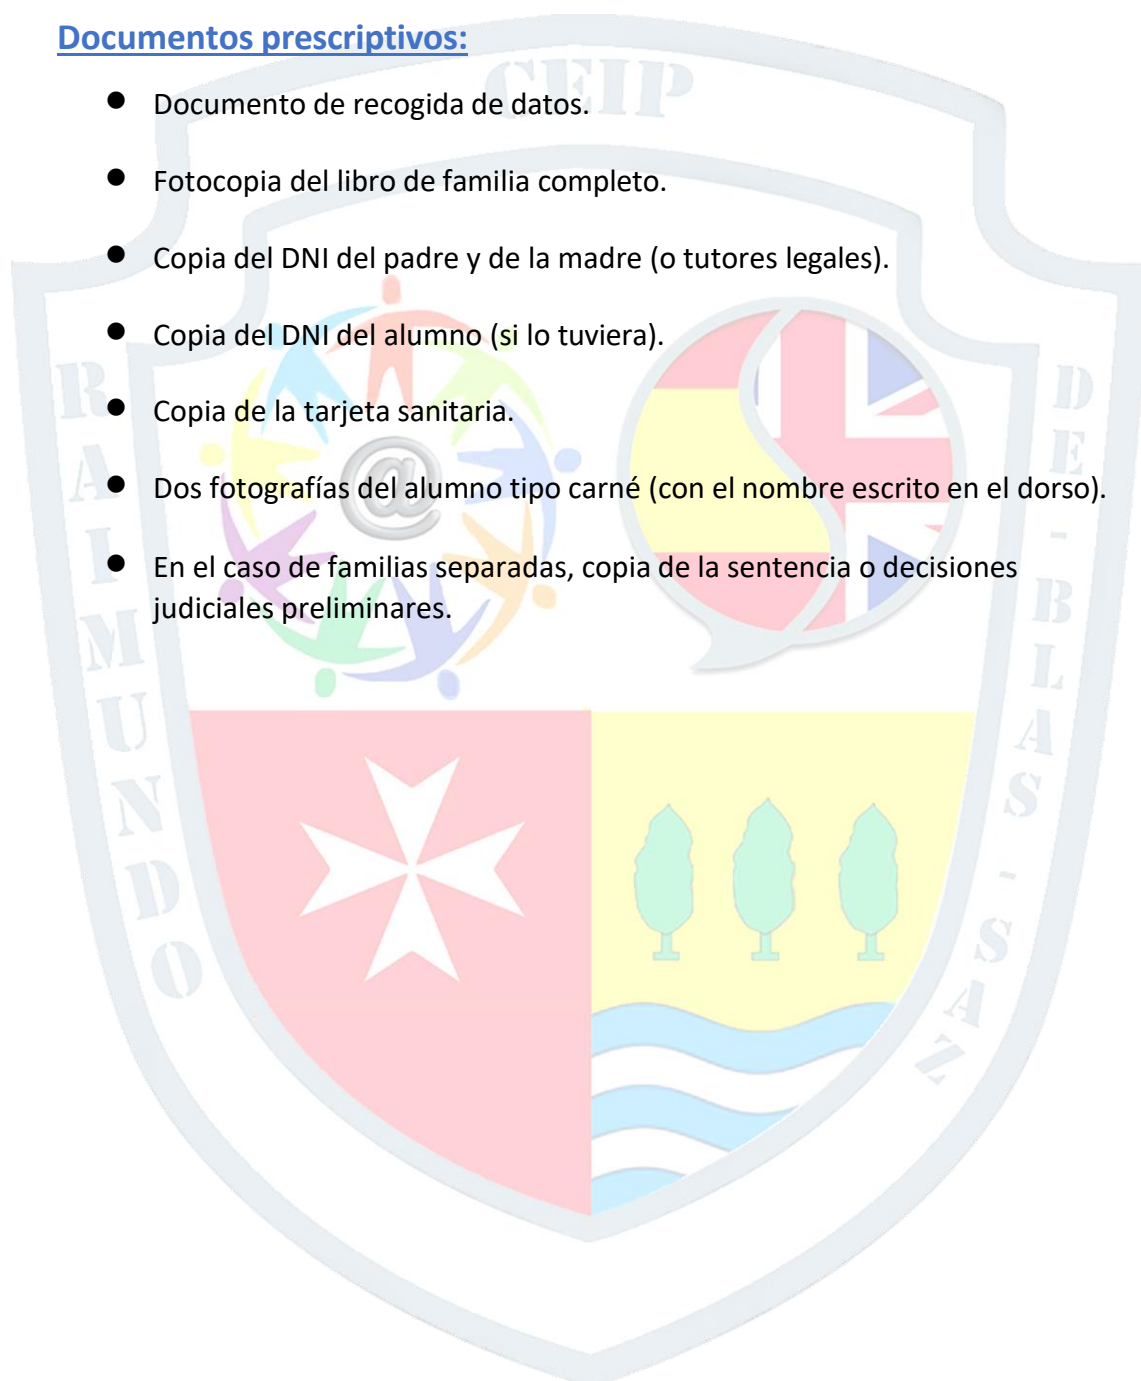 Documentos prescriptivos:
● Documento de recogida de datos.
● Fotocopia del libro de familia completo.
● Copia del DNI del padre y de la madre (o tutores legales).
● Copia del DNI del alumno (si lo tuviera).
● Copia de la tarjeta sanitaria.
● Dos fotografías del alumno tipo carné (con el nombre escrito en el dorso).
● En el caso de familias separadas, copia de la sentencia o decisiones
judiciales preliminares.
CEIP
RAIMUNDO
DE-BLAS-SAZ
@